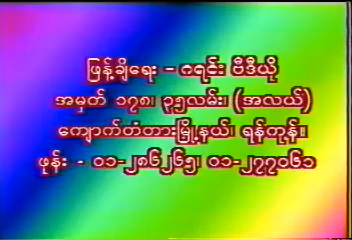 ဖြန့်ချိရေး - ဂရင်း ဗီဒီယို
အမှတ် ၁၇၈၊ ၃၅လမ်း၊ (အလယ်)
ကျောက်တံတားမြို့နယ်၊ ရန်ကုန်။
ဖုန်း - ၀၁-၂၈၆၂၆၅၊ ၀၁-၂၇၇၀၆၁